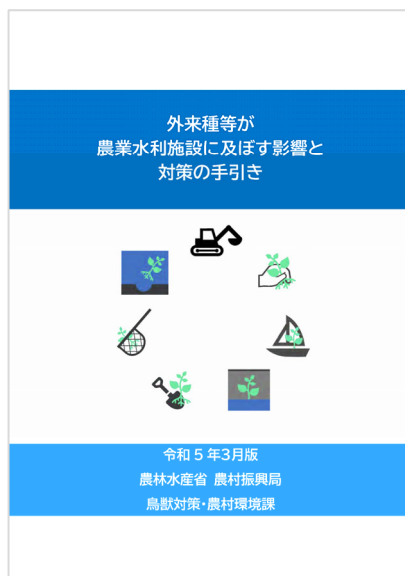 外来種等が
農業水利施設に及ぼす影響と
対策の手引き
令和5年3月版
農林水産省 農村振興局
鳥獣対策・農村環境課